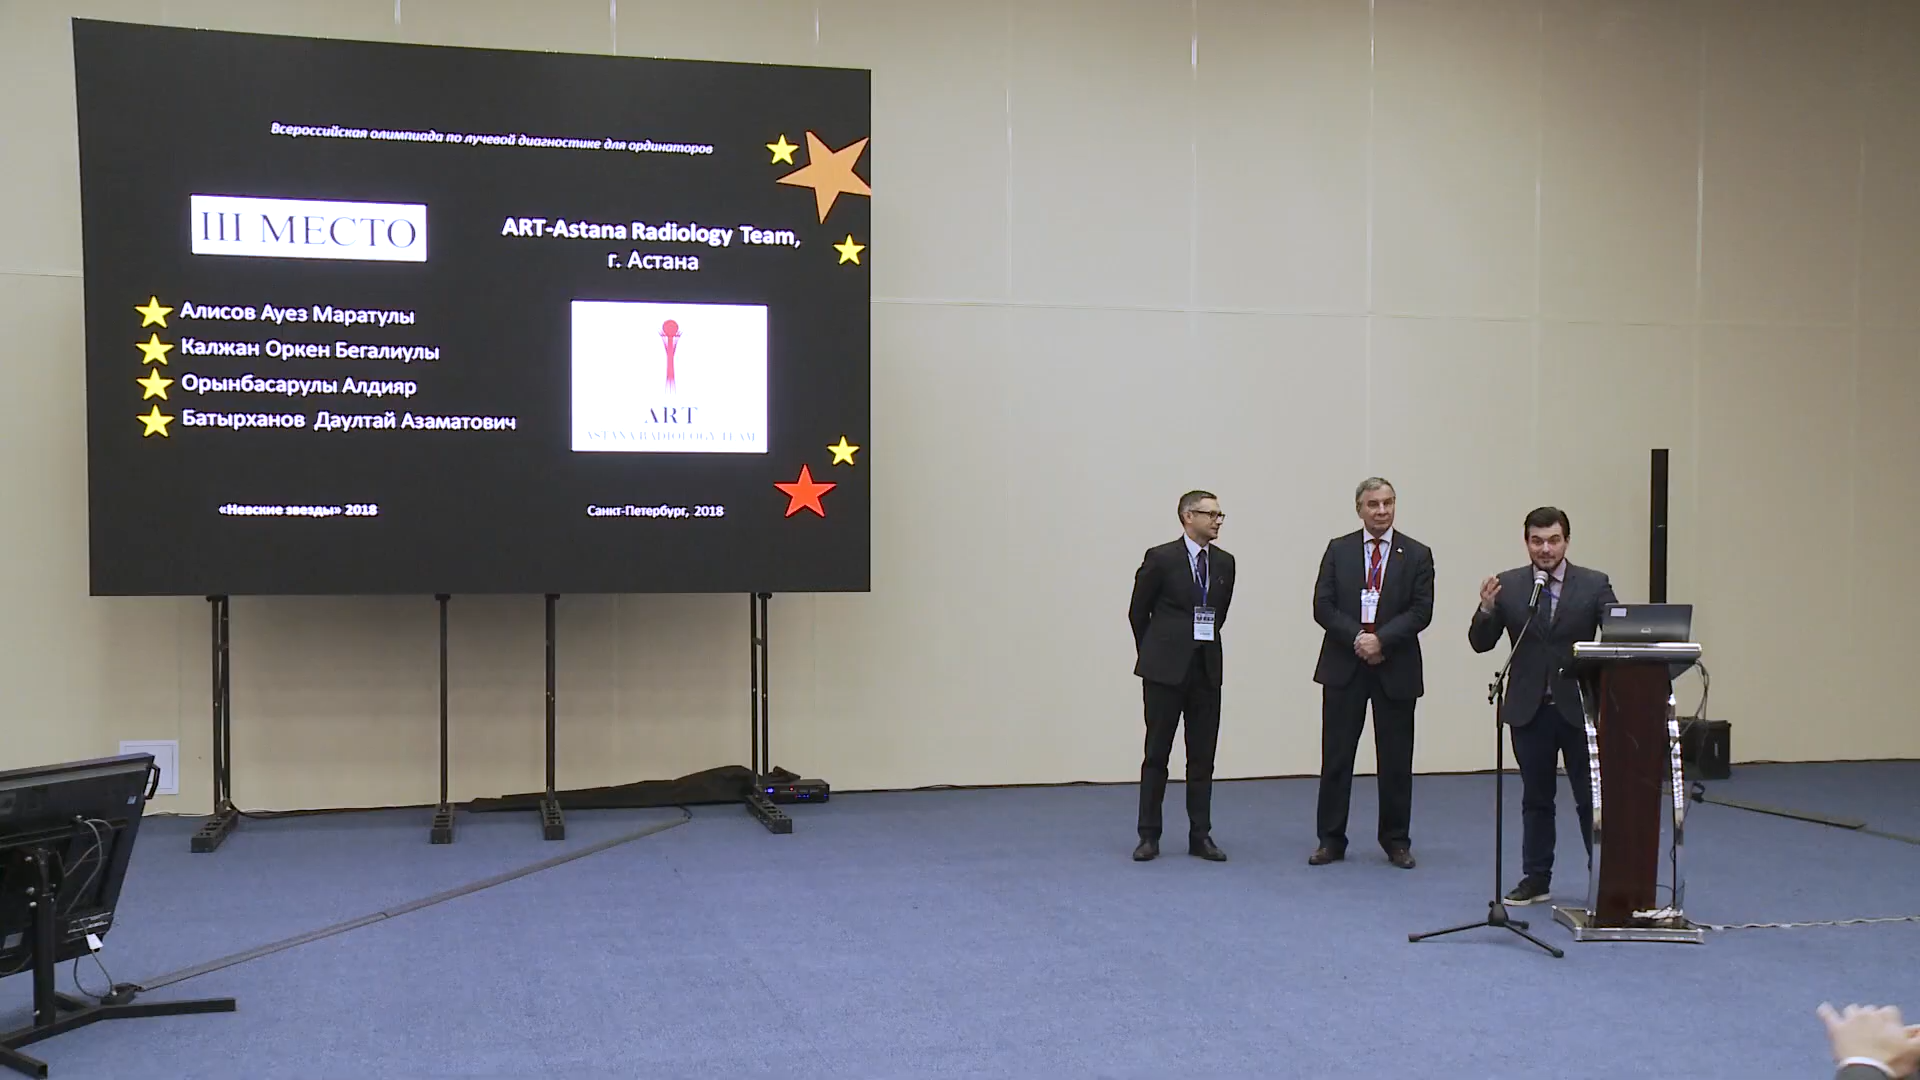 Всероссийская олимпиада по лучевой диагностике для ординаторов
III МЕСТО
ART-Astana Radiology Team,
г. Астана
Алисов Ауез Маратулы
Калжан Оркен Бегалиулы
Орынбасарулы Алдияр
Батырханов Даултай Азаматович
ART
ASTANA RADIOLOGY TEAM
«Невские звезды» 2018
Санкт-Петербург, 2018